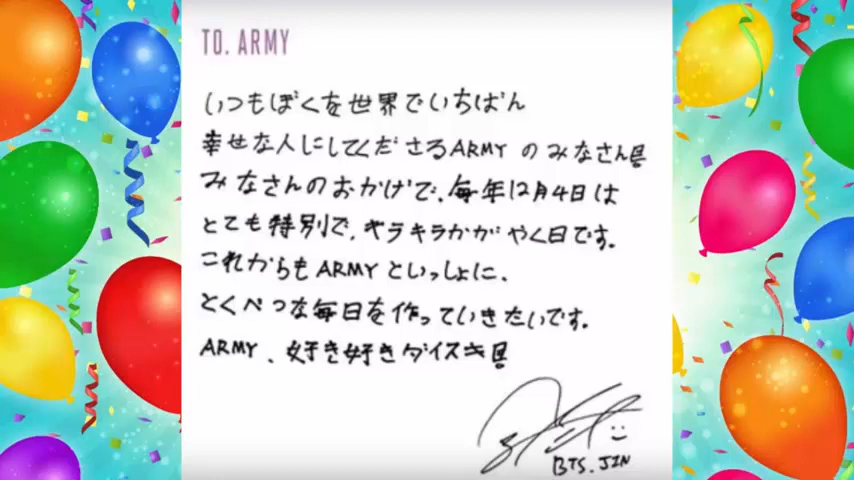 TO. ARMY
いつもぼくを世界でいちばん
幸せな人にしてくださるARMYのみなさん
みなさんのおかげで、毎年12月4日は
とても特別で、ギラキラかがやく日です。
これからもARMYといっしょに、
とくべつな毎日を作っていきたいです。
ARMY、好き好きダイスキ
BTS.JIN